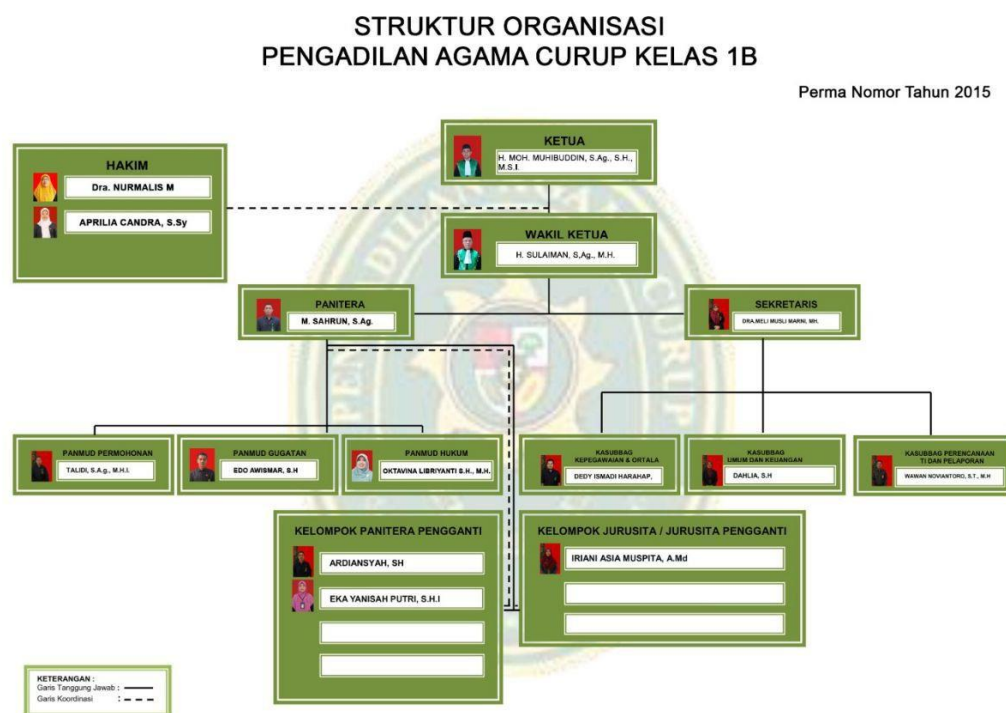 STRUKTUR ORGANISASI
PENGADILAN AGAMA CURUP KELAS 1B
Perma Nomor Tahun 2015
KETUA
H. MOH. MUHIBUDDIN, S.Ag., S.H.,
M.S.I.
HAKIM
Dra. NURMALIS M
APRILIA CANDRA, S.Sy
WAKIL KETUA
H. SULAIMAN, S,Ag., M.H.
PANITERA
M. SAHRUN, S.Ag.
SEKRETARIS
DRA.MELI MUSLI MARNI, MH.
PANMUD PERMOHONAN
TALIDI, S.A.g., M.H.I.
PANMUD GUGATAN
EDO AWISMAR, S.H
PANMUD HUKUM
OKTAVINA LIBRIYANTI S.H., M.H.
KASUBBAG
KEPEGAWAIAN & ORTALA
DEDY ISMADI HARAHAP,
KASUBBAG
UMUM DAN KEUANGAN
DAHLIA, S.H
KASUBBAG PERENCANAAN
TI DAN PELAPORAN
WAWAN NOVIANTORO, S.T., M.H
KELOMPOK PANITERA PENGGANTI
ARDIANSYAH, SH
EKA YANISAH PUTRI, S.H.I
KELOMPOK JURUSITA / JURUSITA PENGGANTI
IRIANI ASIA MUSPITA, A.Md
KETERANGAN :
Garis Tanggung Jawab :
Garis Koordinasi :